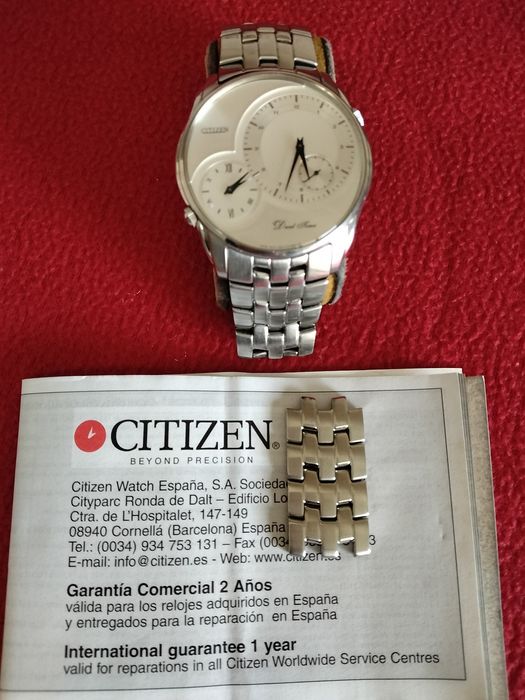 CITIZEN
Dual Time
CITIZEN®
BEYOND PRECISION
Citizen Watch España, S.A. Sociedad
Cityparc Ronda de Dalt – Edificio Lo
Ctra. de L'Hospitalet, 147-149
08940 Cornellá (Barcelona) España
Tel.: (0034) 934 753 131 – Fax (003 3
E-mail: info@citizen.es - Web: www.citizen.es
Garantía Comercial 2 Años
válida para los relojes adquiridos en España
y entregados para la reparación en España
International guarantee 1 year
valid for reparations in all Citizen Worldwide Service Centres